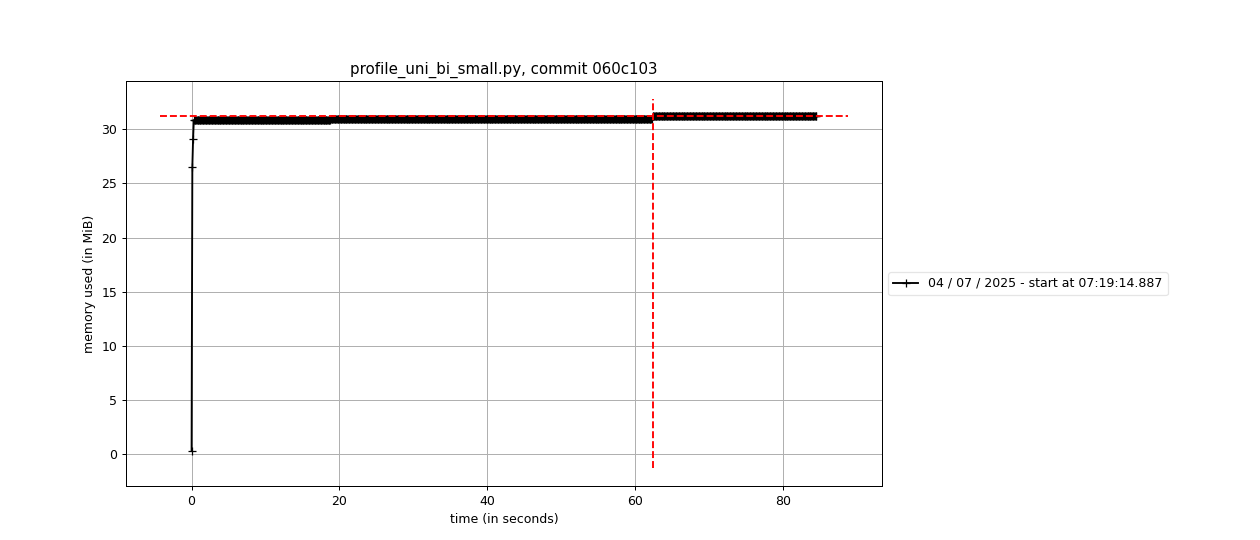 profile_uni_bi_small.py, commit 060c103
30
25
20
15
10
5
0
memory used (in MiB)
0 20 40 60 80
time (in seconds)
04 / 07 / 2025 - start at 07:19:14.887